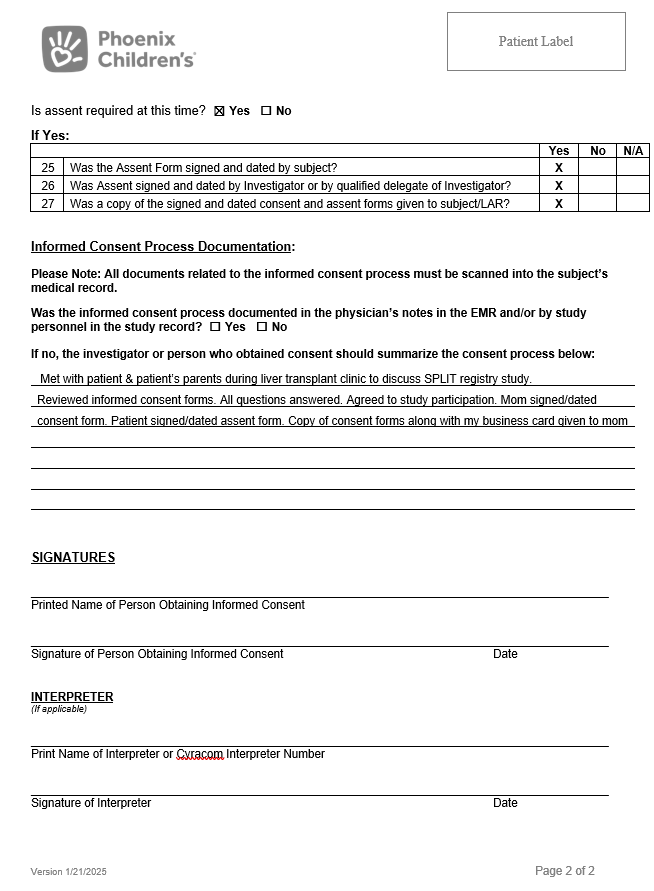 Phoenix
Children's
Patient Label
Is assent required at this time? ☒ Yes ☐ No
If Yes:
Yes No N/A
25 Was the Assent Form signed and dated by subject? X
26 Was Assent signed and dated by Investigator or by qualified delegate of Investigator? X
27 Was a copy of the signed and dated consent and assent forms given to subject/LAR? X
Informed Consent Process Documentation:
Please Note: All documents related to the informed consent process must be scanned into the subject's
medical record.
Was the informed consent process documented in the physician's notes in the EMR and/or by study
personnel in the study record? ☐ Yes ☐ No
If no, the investigator or person who obtained consent should summarize the consent process below:
Met with patient & patient's parents during liver transplant clinic to discuss SPLIT registry study.
Reviewed informed consent forms. All questions answered. Agreed to study participation. Mom signed/dated
consent form. Patient signed/dated assent form. Copy of consent forms along with my business card given to mom
SIGNATURES
Printed Name of Person Obtaining Informed Consent
Signature of Person Obtaining Informed Consent Date
INTERPRETER
(If applicable)
Print Name of Interpreter or Cyracom Interpreter Number
Signature of Interpreter Date
Version 1/21/2025 Page 2 of 2